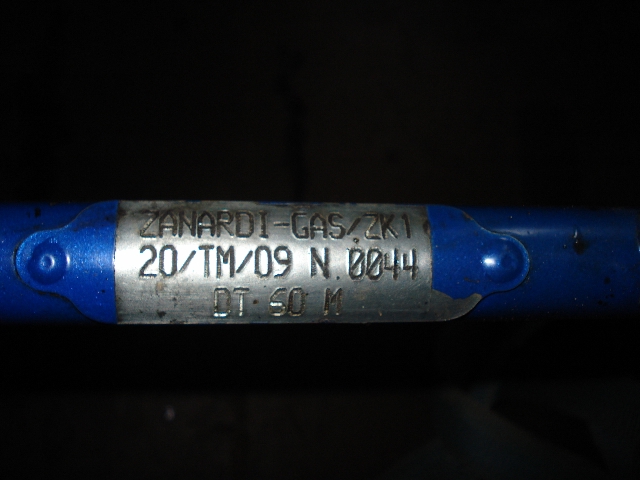 ZANARDI-GAS/ZK1
20/TM/09 N.0044
DT 60 M